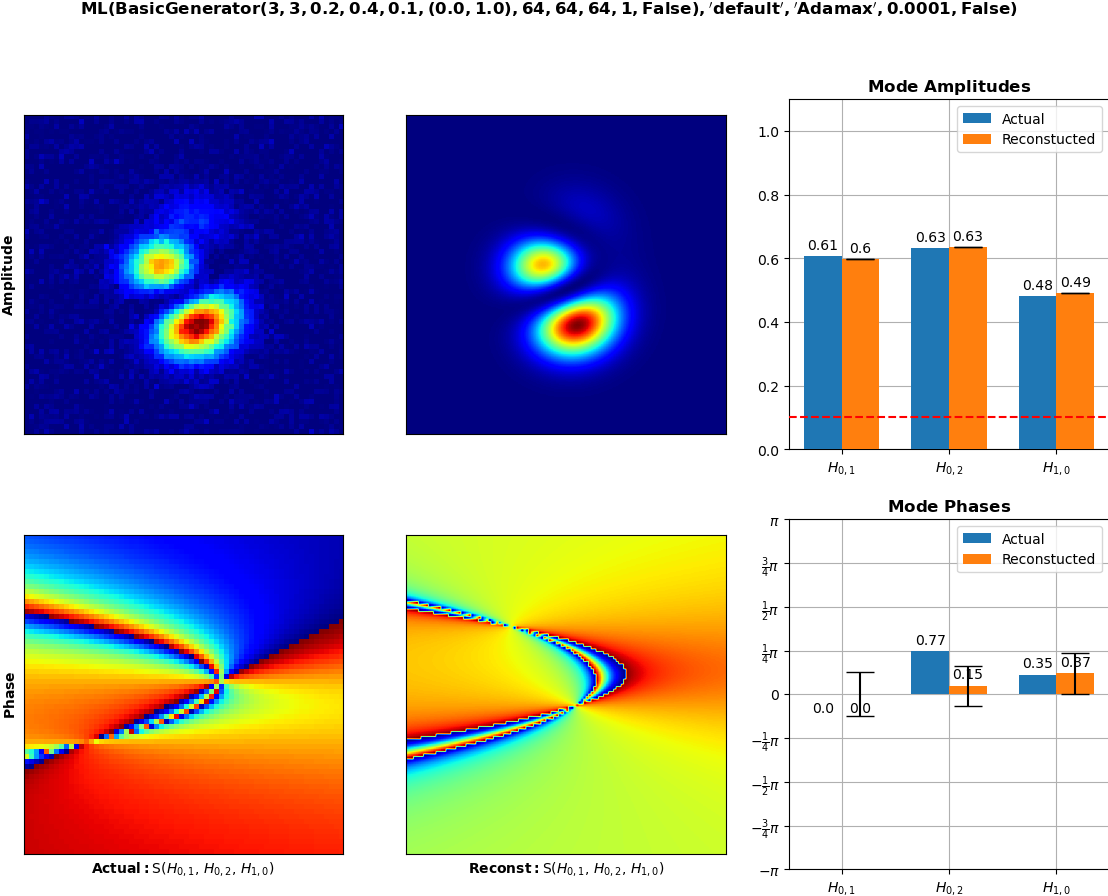 ML(BasicGenerator(3, 3, 0.2, 0.4, 0.1, (0.0, 1.0), 64, 64, 64, 1, False), ′default′, ′Adamax′, 0.0001, False)
Mode Amplitudes
Actual
Reconstucted
1.0
0.8
0.6
0.4
0.2
0.0
0.61
0.6
0.63
0.63
0.48
0.49
H0, 1
H0, 2
H1, 0
Amplitude
Mode Phases
Actual
Reconstucted
π
3/4π
1/2π
1/4π
0
−1/4π
−1/2π
−3/4π
−π
0.0
0.0
0.77
0.15
0.35
H0, 1
H0, 2
H1, 0
Phase
Actual: S(H0, 1, H0, 2, H1, 0)
Reconst: S(H0, 1, H0, 2, H1, 0)